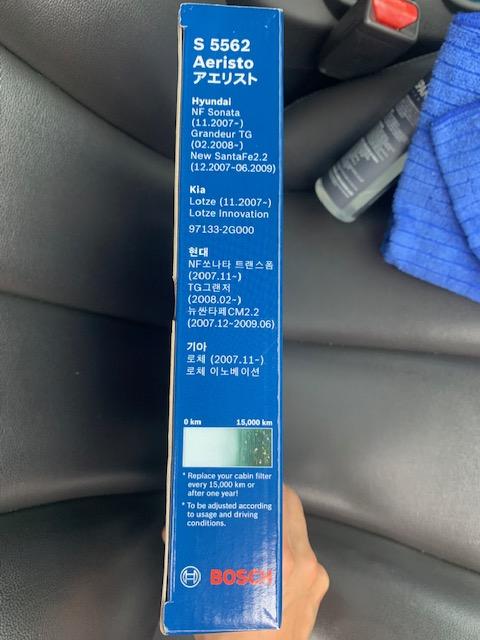 S 5562
Aeristo
アエリスト
Hyundai
NF Sonata
(11.2007~)
Grandeur TG
(02.2008~)
New SantaFe2.2
(12.2007~06.2009)
Kia
Lotze (11.2007~)
Lotze Innovation
97133-2G000
현대
NF쏘나타 트랜스폼
(2007.11~)
TG그랜저
(2008.02~)
뉴싼타페CM2.2
(2007.12~2009.06)
기아
로체 (2007.11~)
로체 이노베이션
0 km 15,000 km
* Replace your cabin filter
every 15,000 km or
after one year!
* To be adjusted according
to usage and driving
conditions.
BOSCH